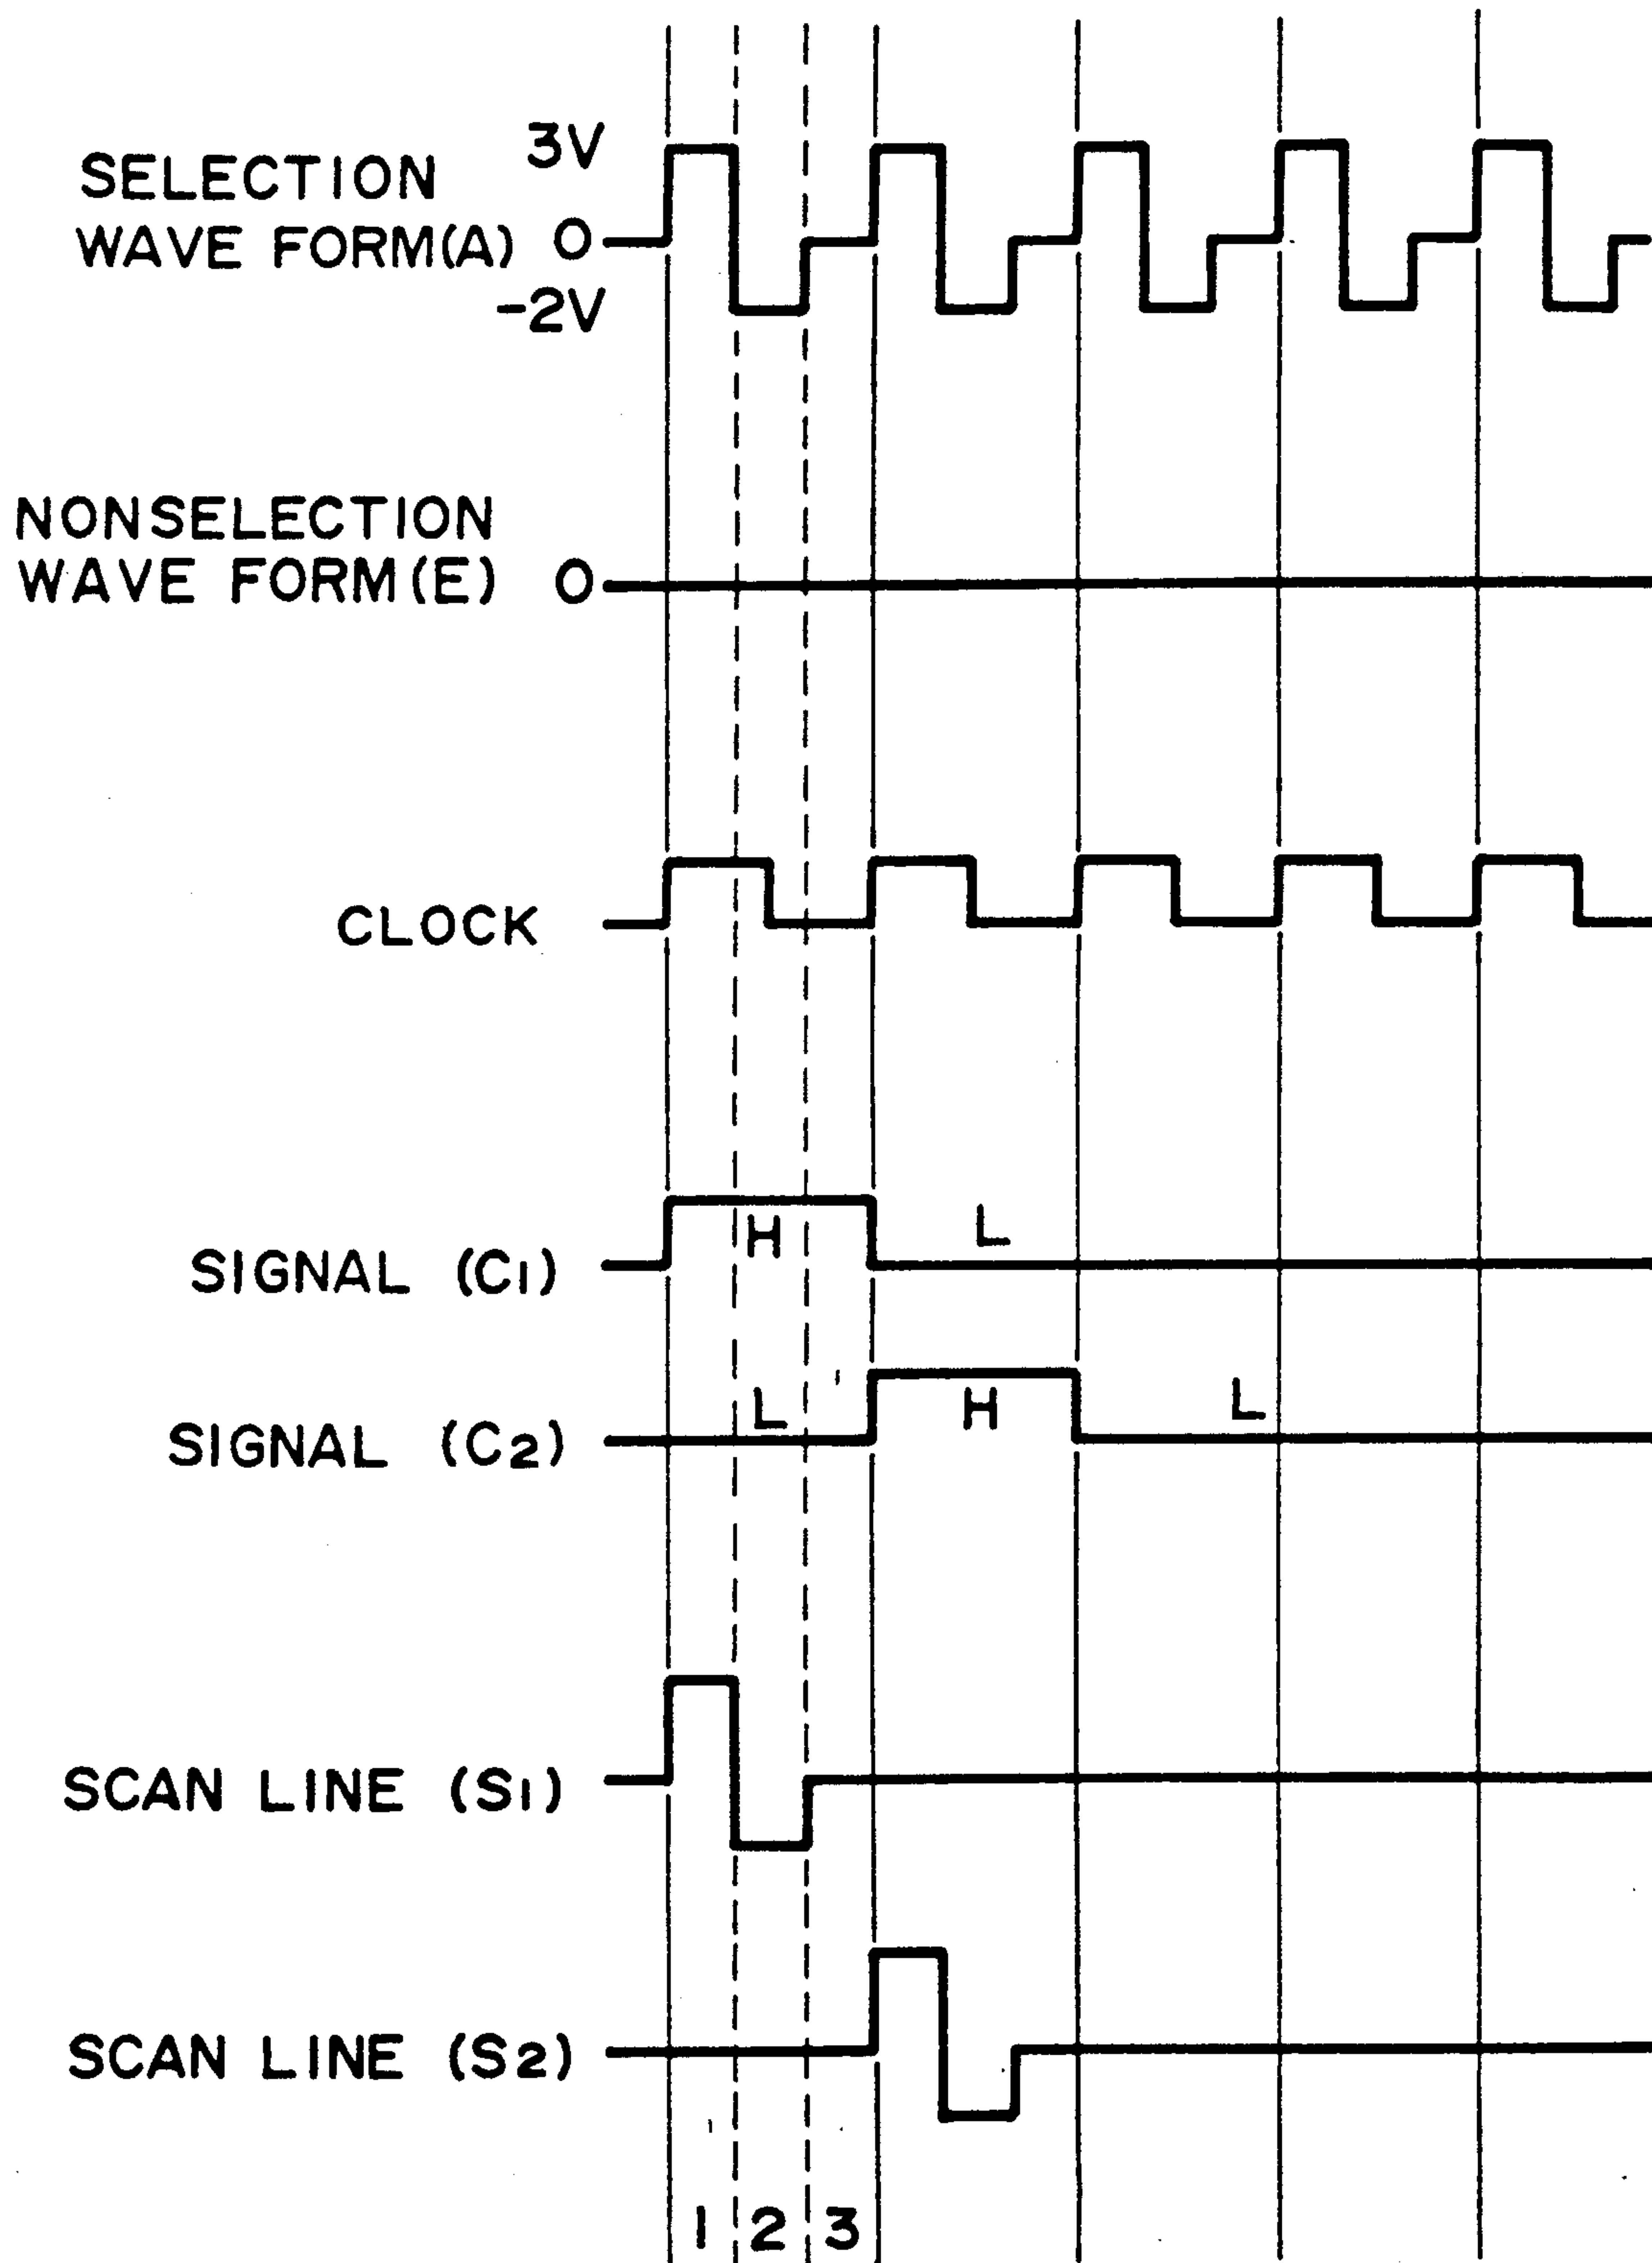 3V
SELECTION
WAVE FORM(A) 0
-2V
NONSELECTION
WAVE FORM(E) 0
CLOCK
H L
SIGNAL (C1)
L H L
SIGNAL (C2)
SCAN LINE (S1)
SCAN LINE (S2)
1 2 3